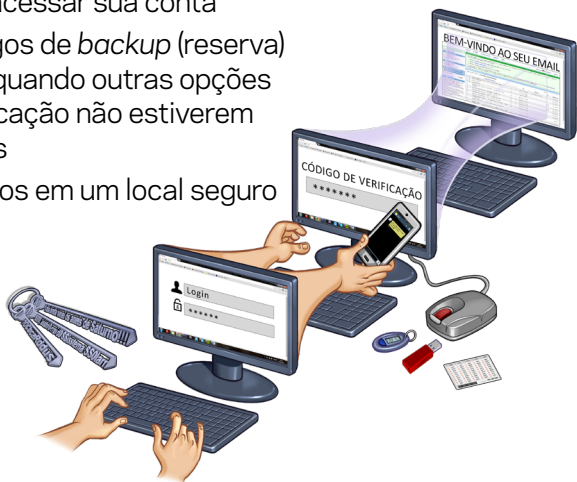 acessar sua conta
gos de backup (reserva)
quando outras opções
icação não estiverem
s
os em um local seguro
BEM-VINDO AO SEU EMAIL
CÓDIGO DE VERIFICAÇÃO
*******
Login
******